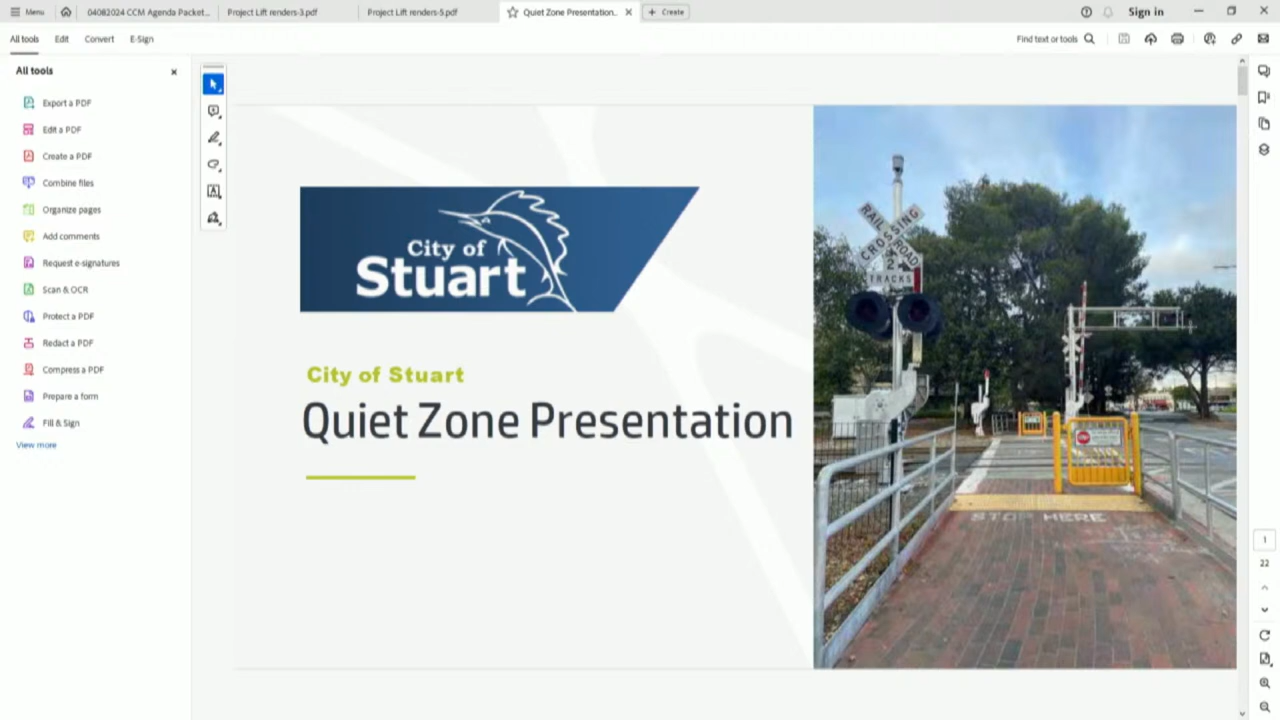 Menu
04082024 CCM Agenda Packet...
Project Lift renders-3.pdf
Project Lift renders-5.pdf
Quiet Zone Presentation...
Create
Sign in
All tools
Edit
Convert
E-Sign
Find text or tools
All tools
Export a PDF
Edit a PDF
Create a PDF
Combine files
Organize pages
Add comments
Request e-signatures
Scan & OCR
Protect a PDF
Redact a PDF
Compress a PDF
Prepare a form
Fill & Sign
View more
City of
Stuart
City of Stuart
Quiet Zone Presentation
RAIL ROAD
CROSSING
2
TRACKS
STOP HERE
1
22